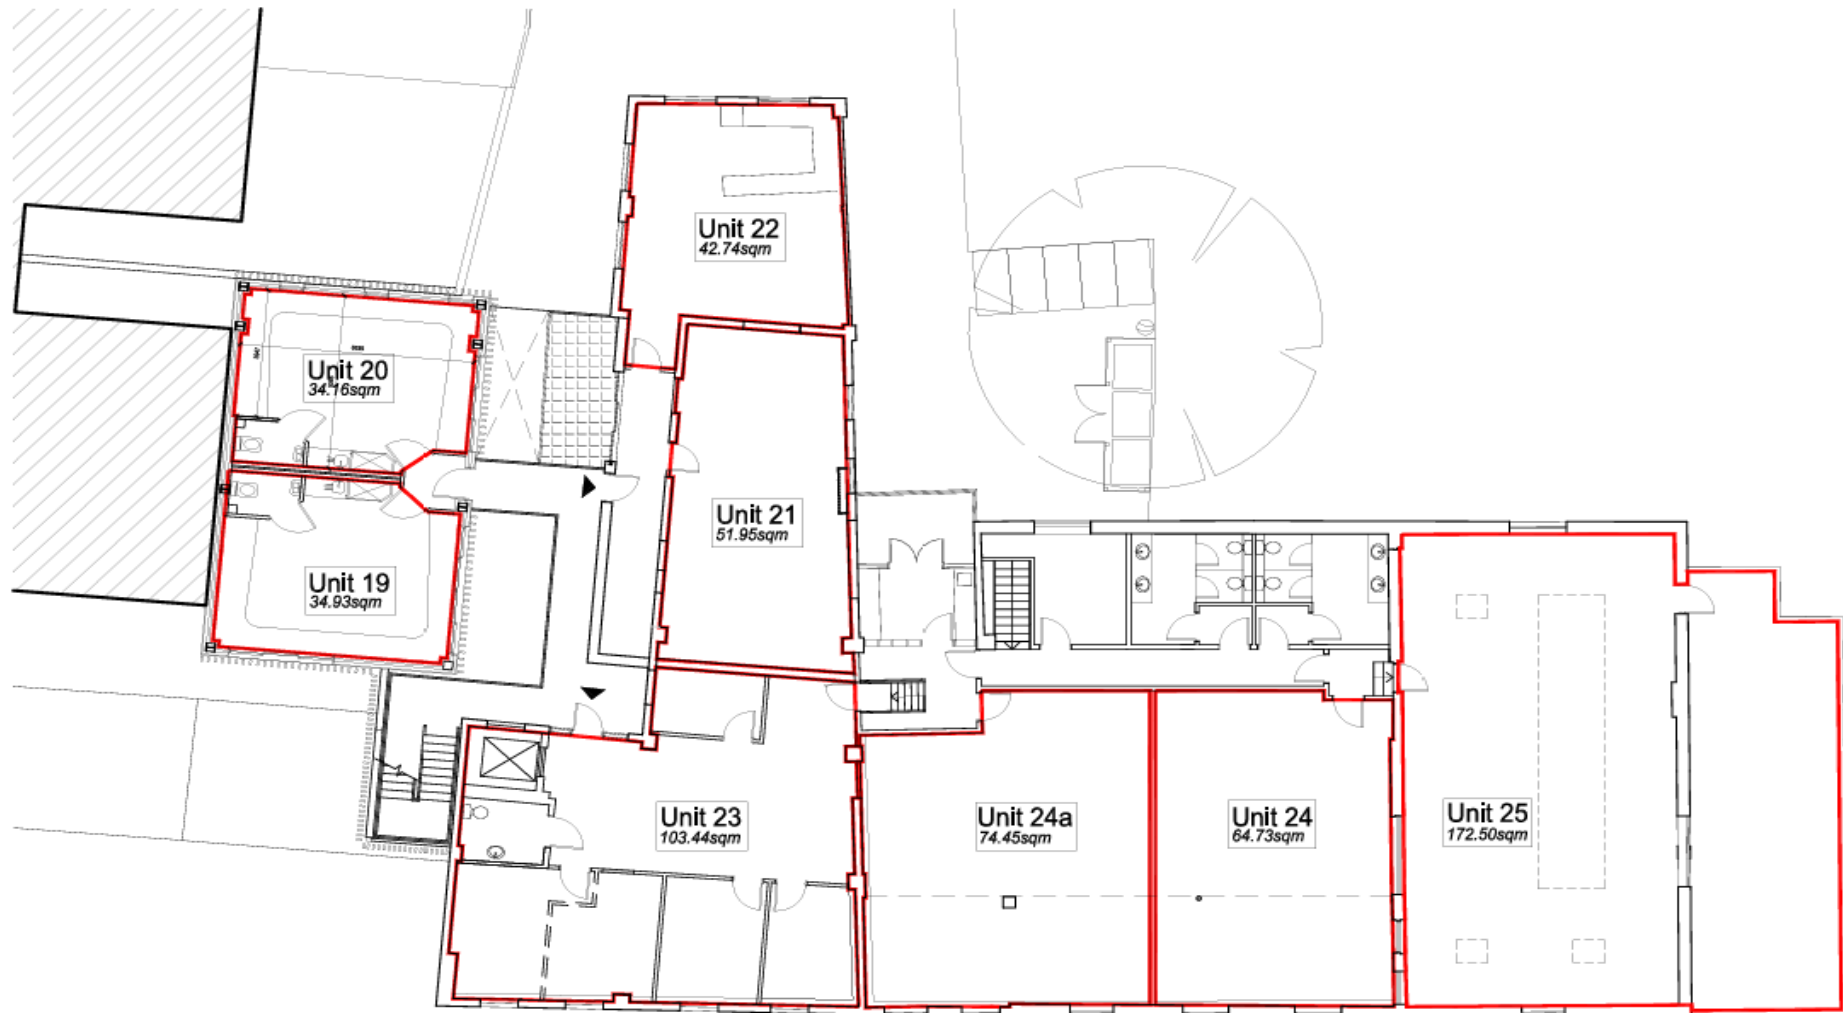 Unit 22
42.74sqm
Unit 20
34.16sqm
Unit 21
51.95sqm
Unit 19
34.93sqm
Unit 23
103.44sqm
Unit 24a
74.45sqm
Unit 24
64.73sqm
Unit 25
172.50sqm